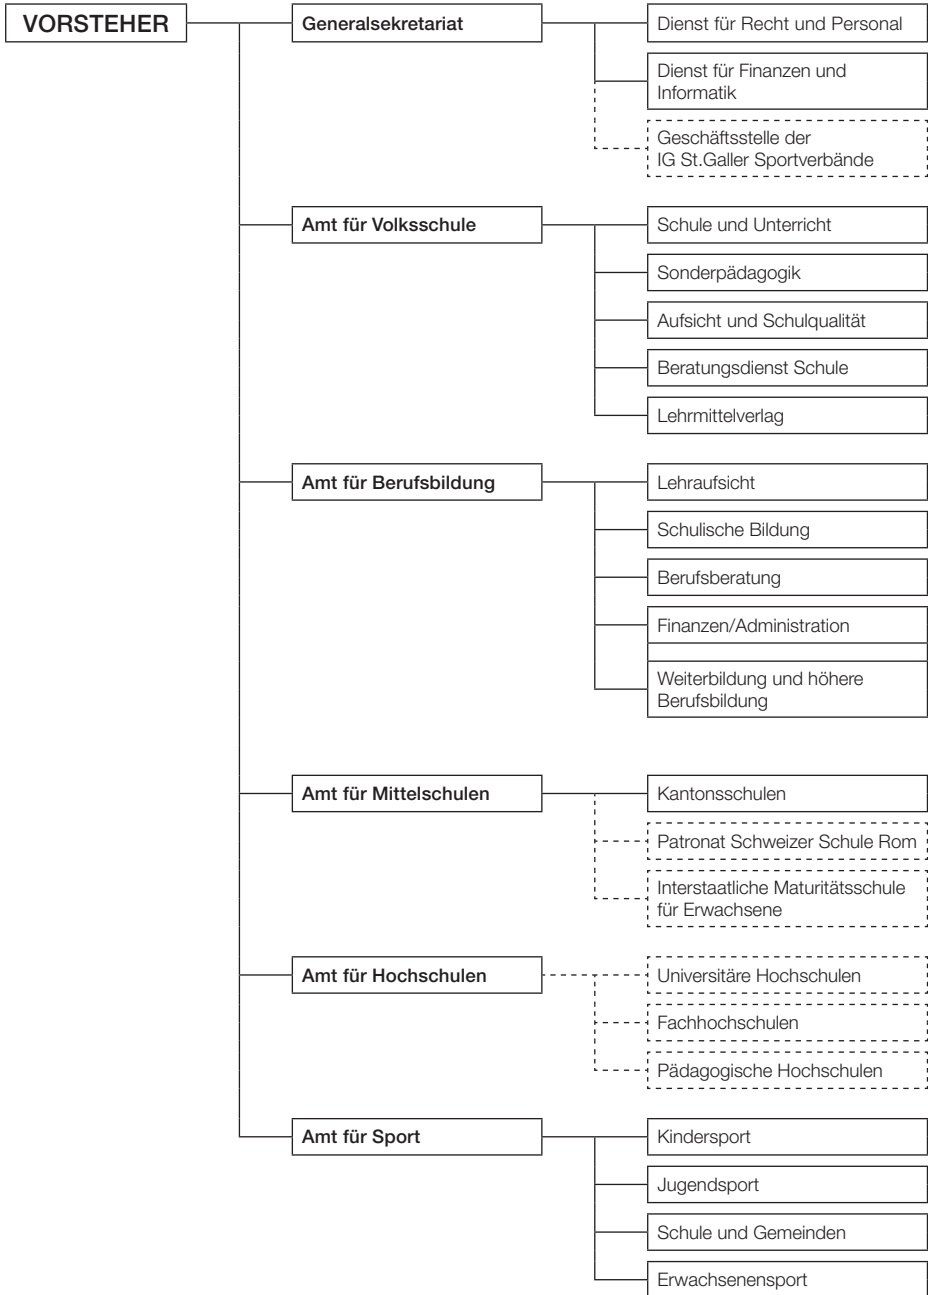 VORSTEHER
Generalsekretariat
Dienst für Recht und Personal
Dienst für Finanzen und
Informatik
Geschäftsstelle der
IG St.Galler Sportverbände
Amt für Volksschule
Schule und Unterricht
Sonderpädagogik
Aufsicht und Schulqualität
Beratungsdienst Schule
Lehrmittelverlag
Amt für Berufsbildung
Lehraufsicht
Schulische Bildung
Berufsberatung
Finanzen/Administration
Weiterbildung und höhere
Berufsbildung
Amt für Mittelschulen
Kantonsschulen
Patronat Schweizer Schule Rom
Interstaatliche Maturitätsschule
für Erwachsene
Amt für Hochschulen
Universitäre Hochschulen
Fachhochschulen
Pädagogische Hochschulen
Amt für Sport
Kindersport
Jugendsport
Schule und Gemeinden
Erwachsenensport